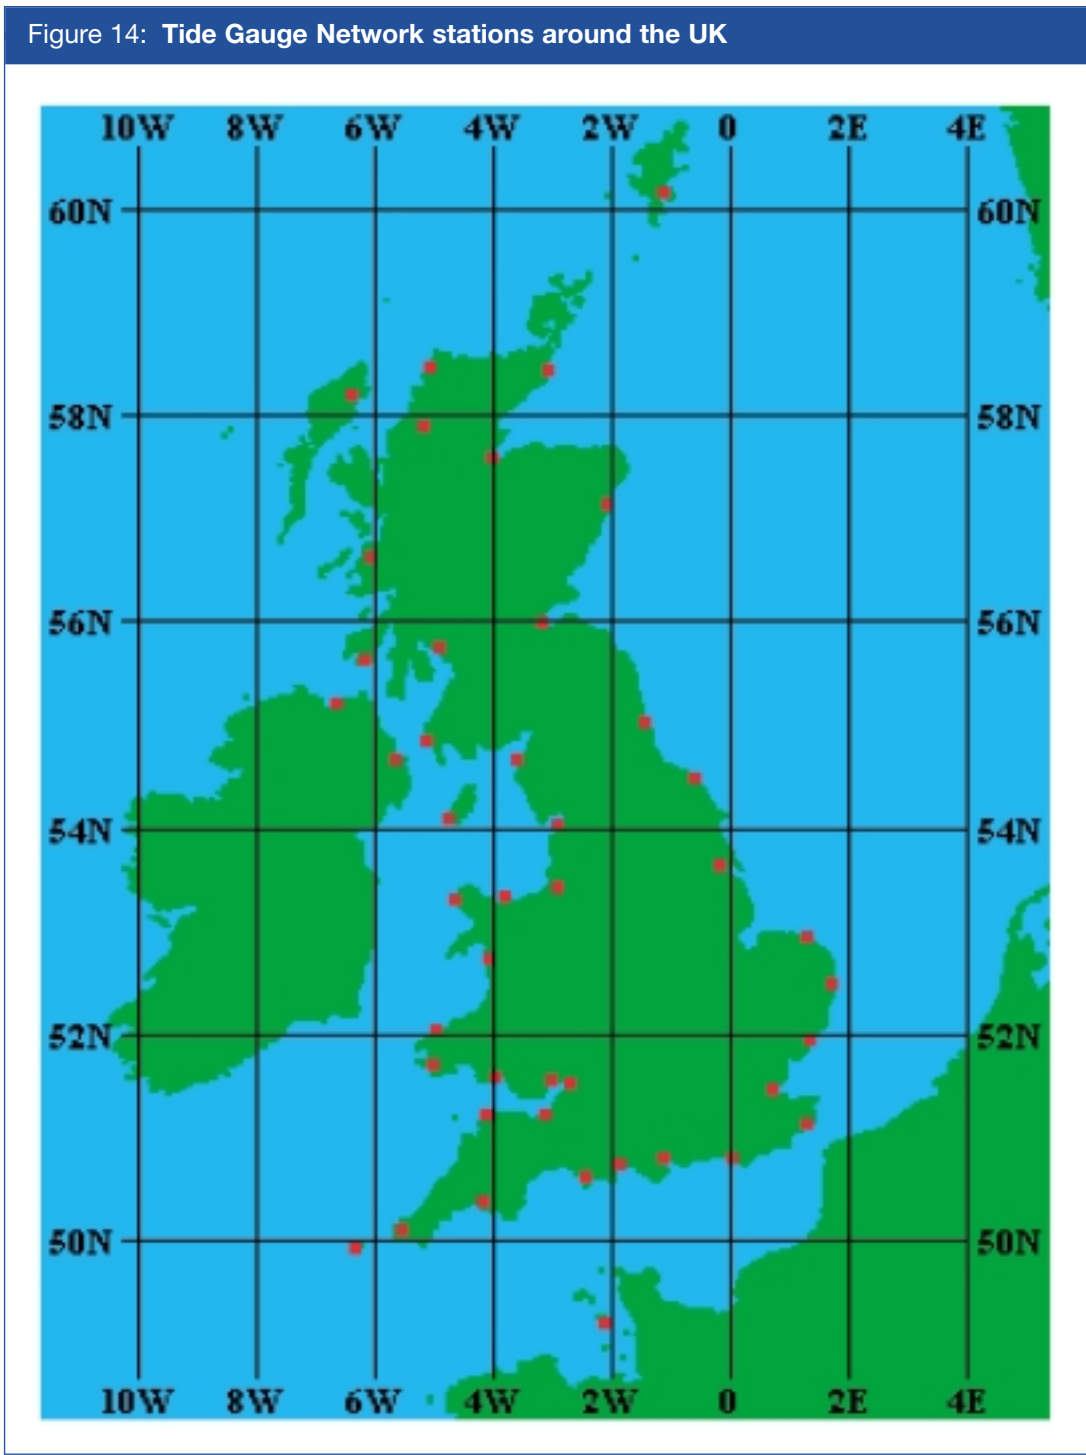 Figure 14: Tide Gauge Network stations around the UK
10W 8W 6W 4W 2W 0 2E 4E
60N 60N
58N 58N
56N 56N
54N 54N
52N 52N
50N 50N
10W 8W 6W 4W 2W 0 2E 4E